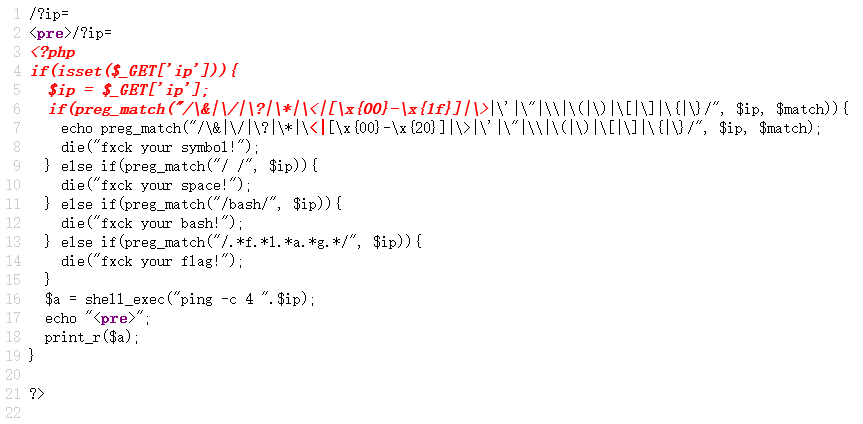 1 /?ip=
2 <pre>/?ip=
3 <?php
4 if(isset($_GET['ip'])){
5   $ip = $_GET['ip'];
6   if(preg_match("/\&|\/|\?|\*|\<|[\x{00}-\x{1f}]|\>|\'|\"|\\|\(|\)|\[|\]|\{|\}/", $ip, $match)){
7     echo preg_match("/\&|\/|\?|\*|\<|[\x{00}-\x{20}]|\>|\'|\"|\\|\(|\)|\[|\]|\{|\}/", $ip, $match);
8     die("fxck your symbol!");
9   } else if(preg_match("/ /", $ip)){
10     die("fxck your space!");
11   } else if(preg_match("/bash/", $ip)){
12     die("fxck your bash!");
13   } else if(preg_match("/.*f.*l.*a.*g.*/", $ip)){
14     die("fxck your flag!");
15   }
16   $a = shell_exec("ping -c 4 ".$ip);
17   echo "<pre>";
18   print_r($a);
19 }
20
21 ?>
22